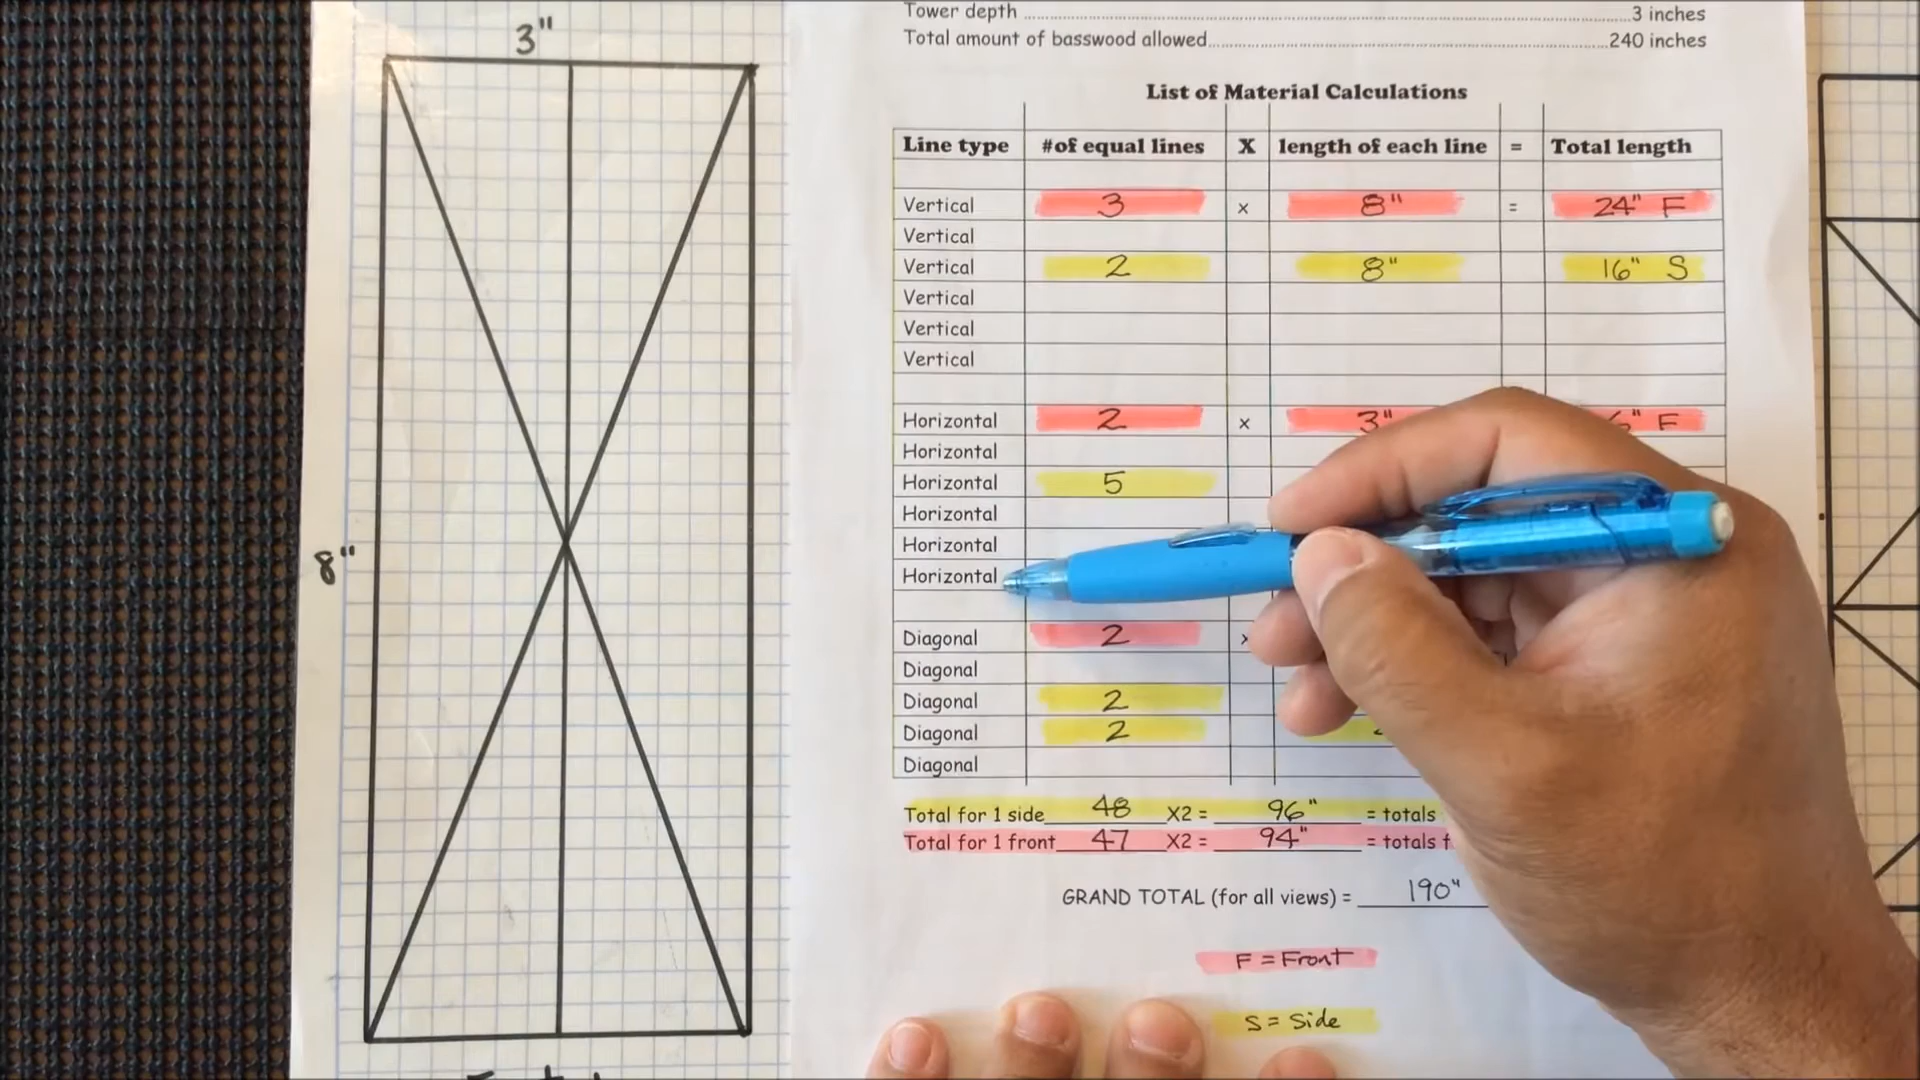 3"
8"
Tower depth 3 inches
Total amount of basswood allowed 240 inches
List of Material Calculations
Line type #of equal lines X length of each line = Total length
Vertical 3 x 8" = 24" F
Vertical
Vertical 2 8" 16" S
Vertical
Vertical
Vertical
Horizontal 2 x 3" F
Horizontal
Horizontal 5
Horizontal
Horizontal
Horizontal
Diagonal 2
Diagonal
Diagonal 2
Diagonal 2
Diagonal
Total for 1 side 48 X2 = 96" = totals
Total for 1 front 47 X2 = 94" = totals
GRAND TOTAL (for all views) = 190"
F = Front
S = Side